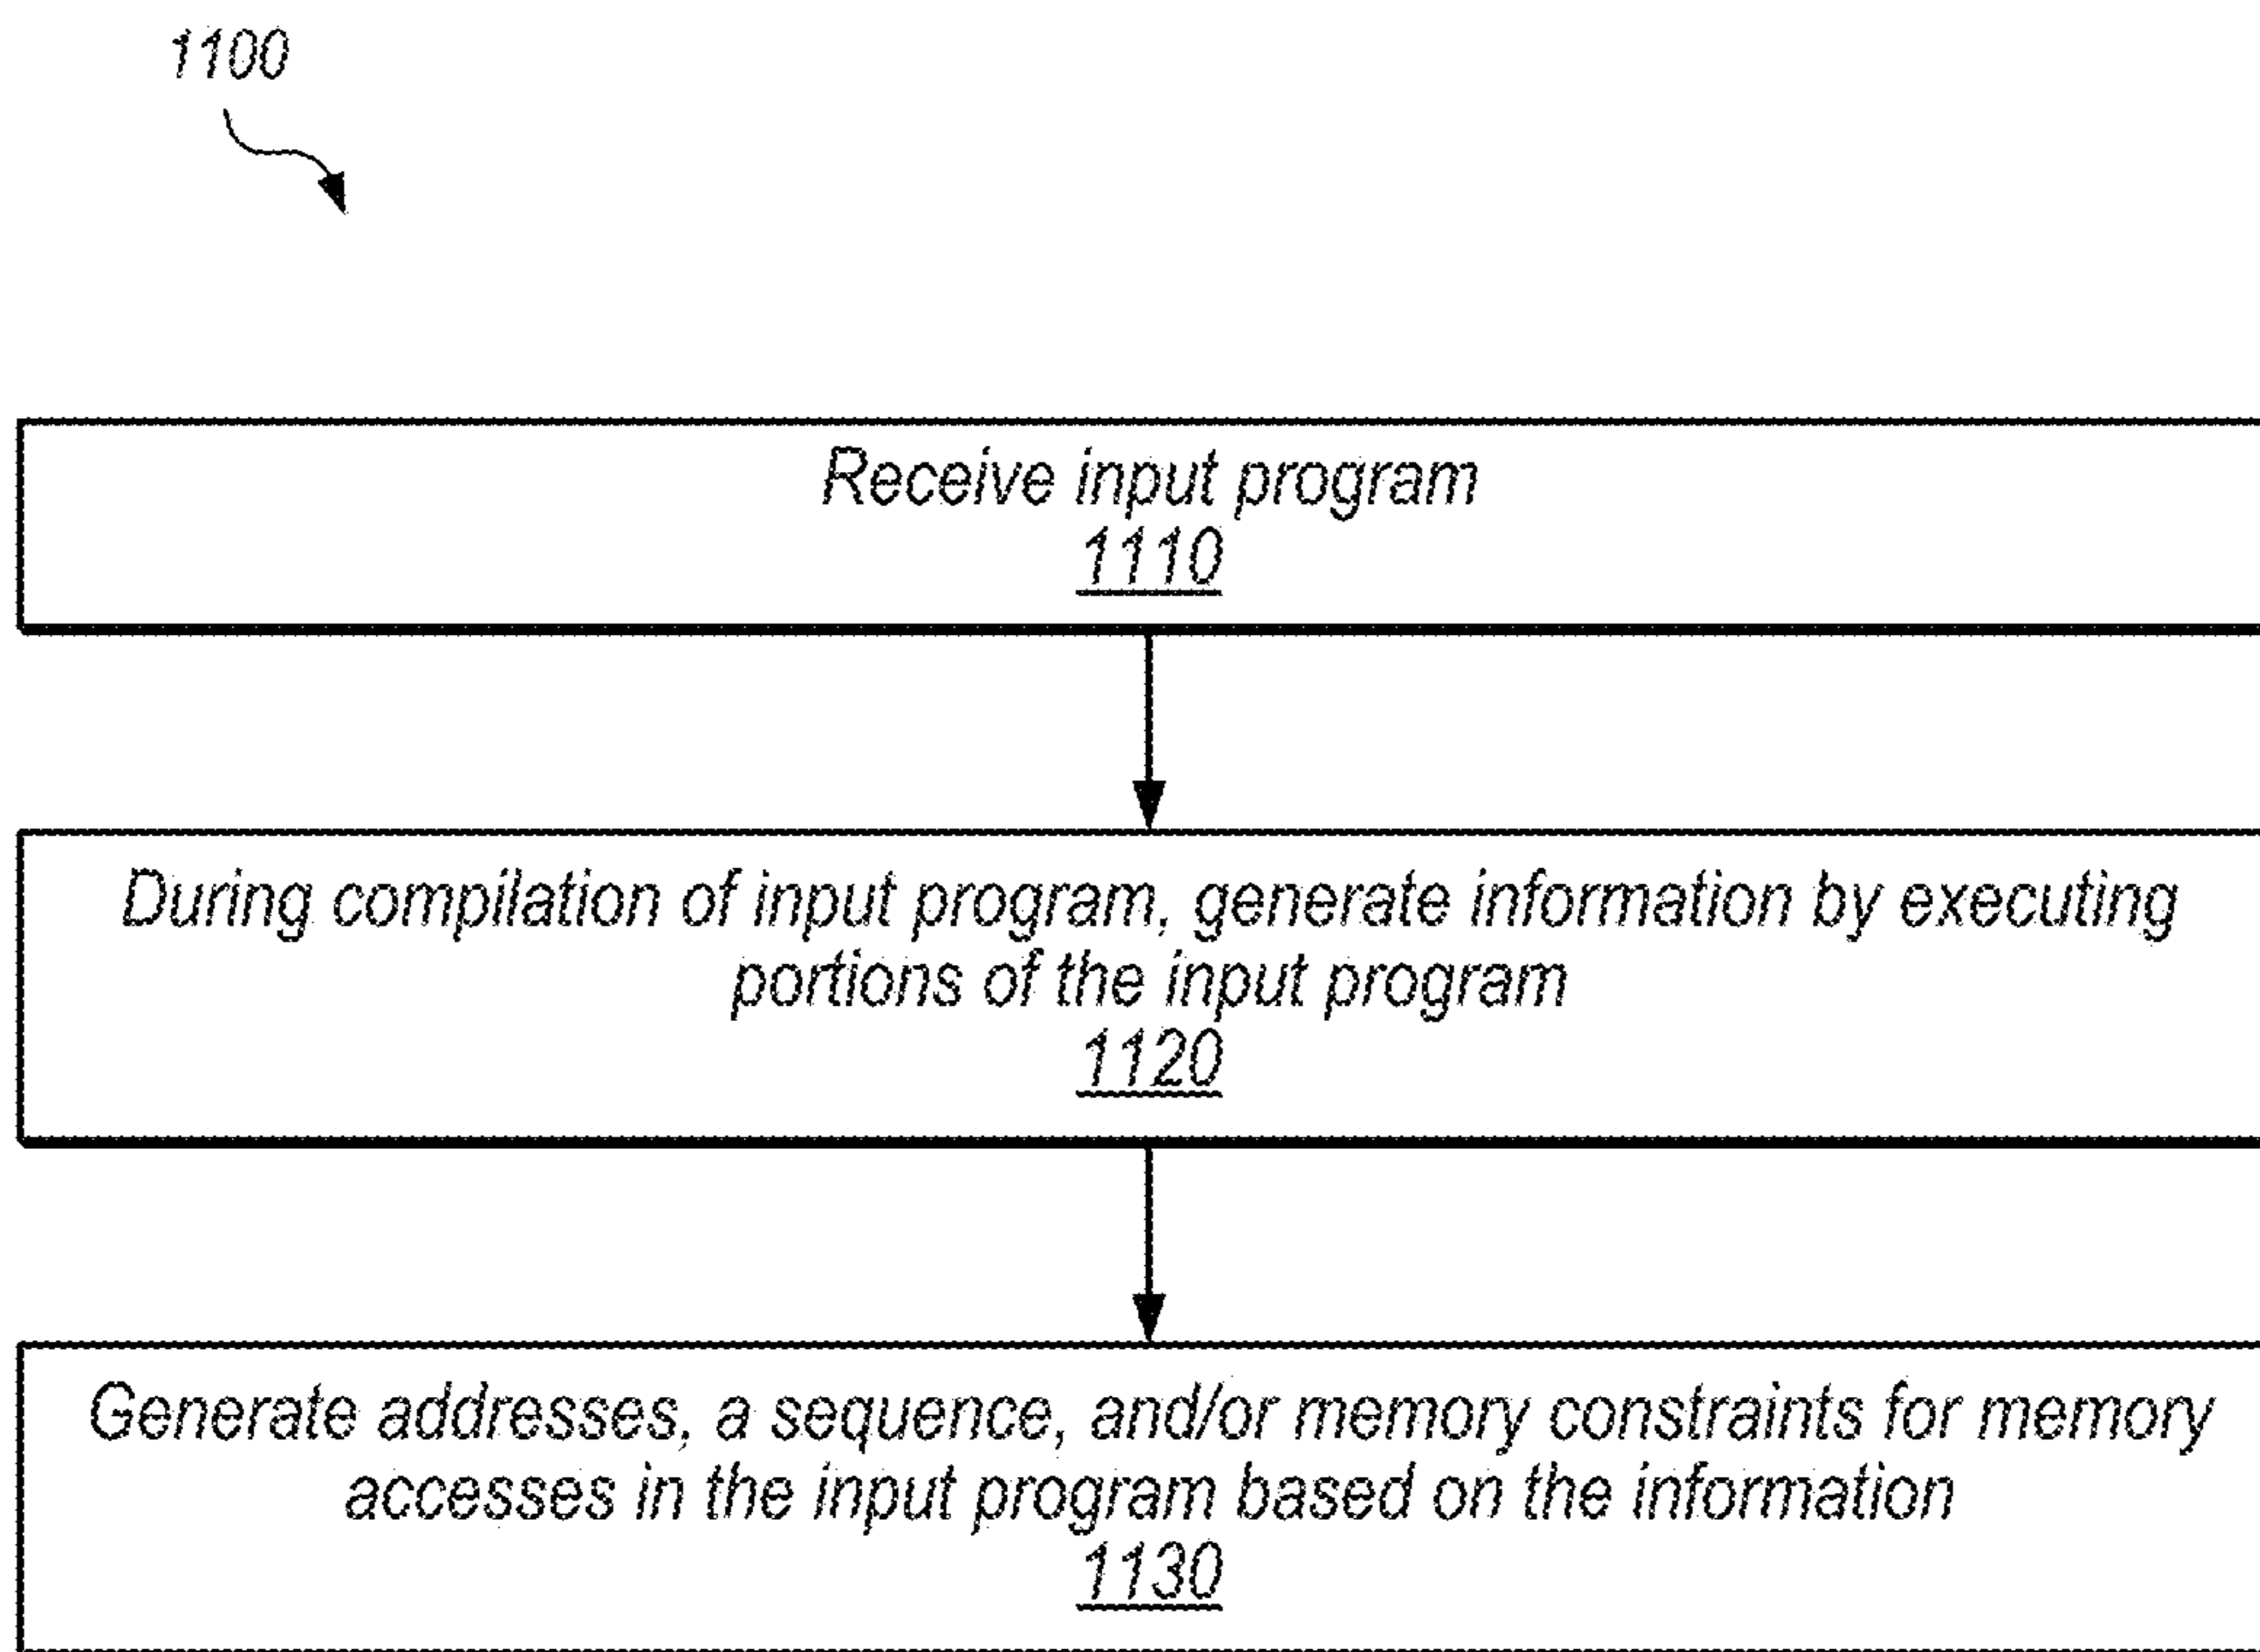 1100
Receive input program
1110
During compilation of input program, generate information by executing
portions of the input program
1120
Generate addresses, a sequence, and/or memory constraints for memory
accesses in the input program based on the information
1130